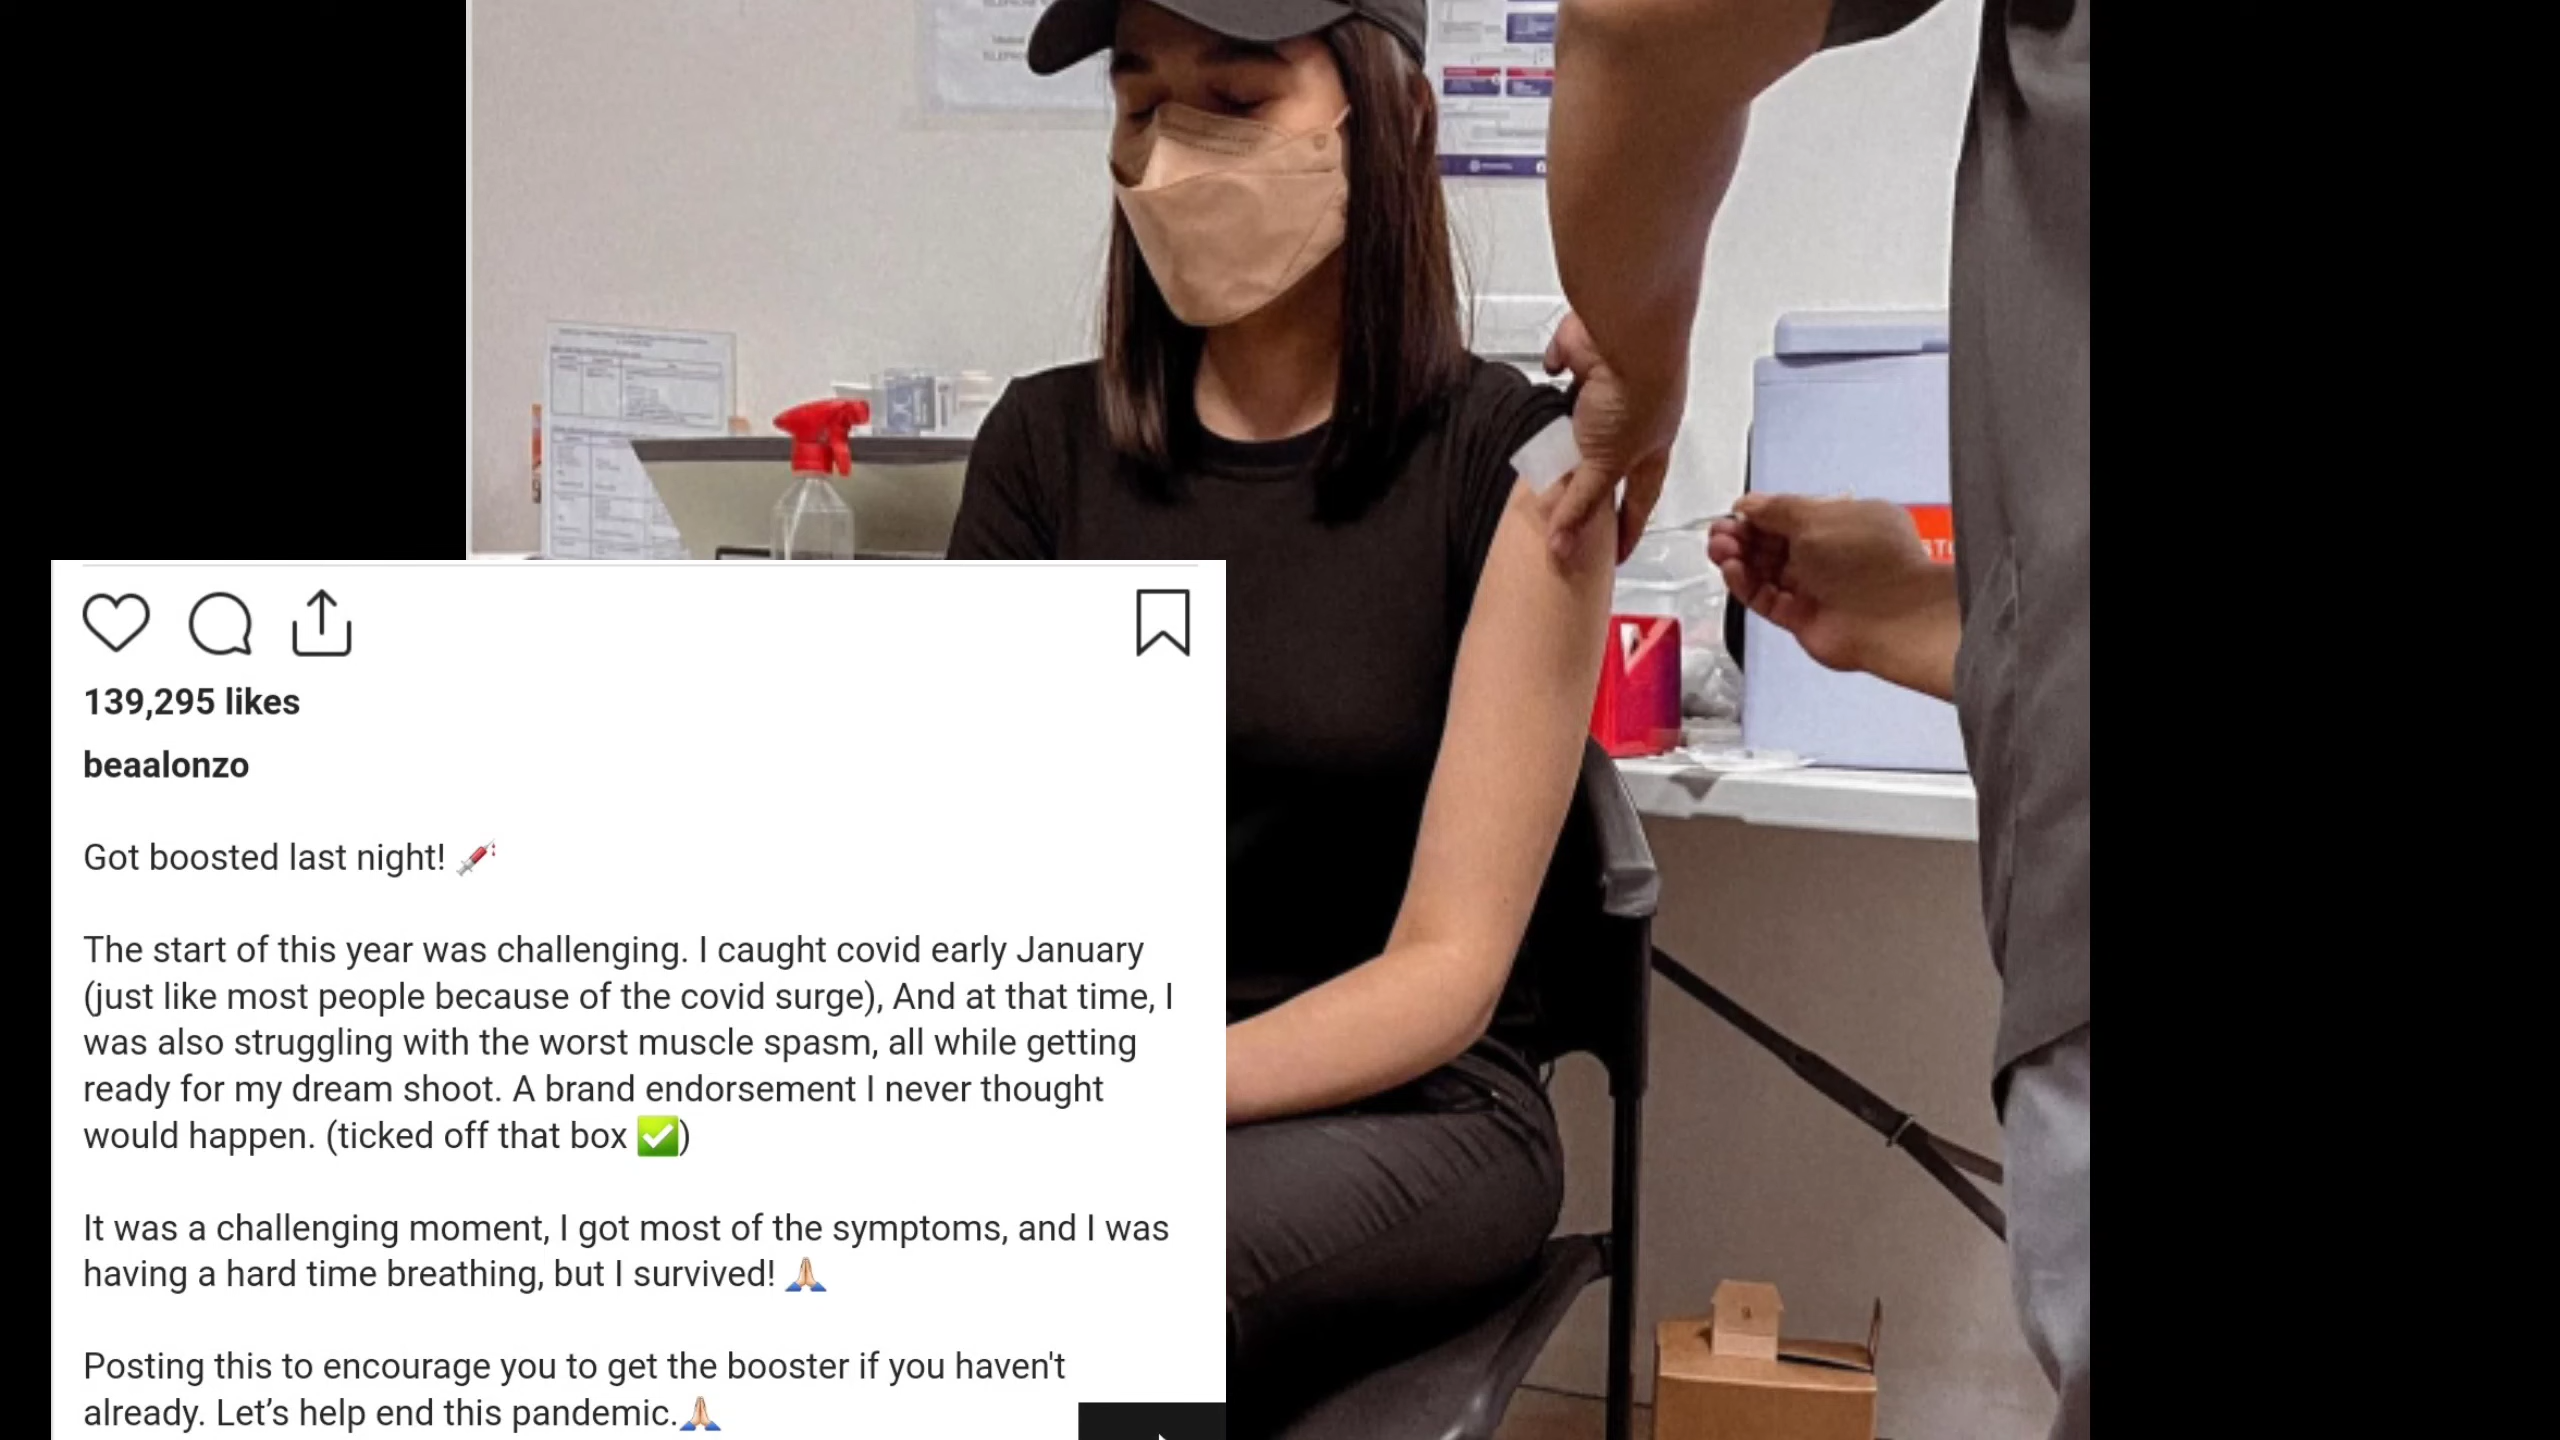 139,295 likes
beaalonzo
Got boosted last night! 💉
The start of this year was challenging. I caught covid early January
(just like most people because of the covid surge), And at that time, I
was also struggling with the worst muscle spasm, all while getting
ready for my dream shoot. A brand endorsement I never thought
would happen. (ticked off that box ✅)
It was a challenging moment, I got most of the symptoms, and I was
having a hard time breathing, but I survived! 🙏🏻
Posting this to encourage you to get the booster if you haven't
already. Let’s help end this pandemic.🙏🏻